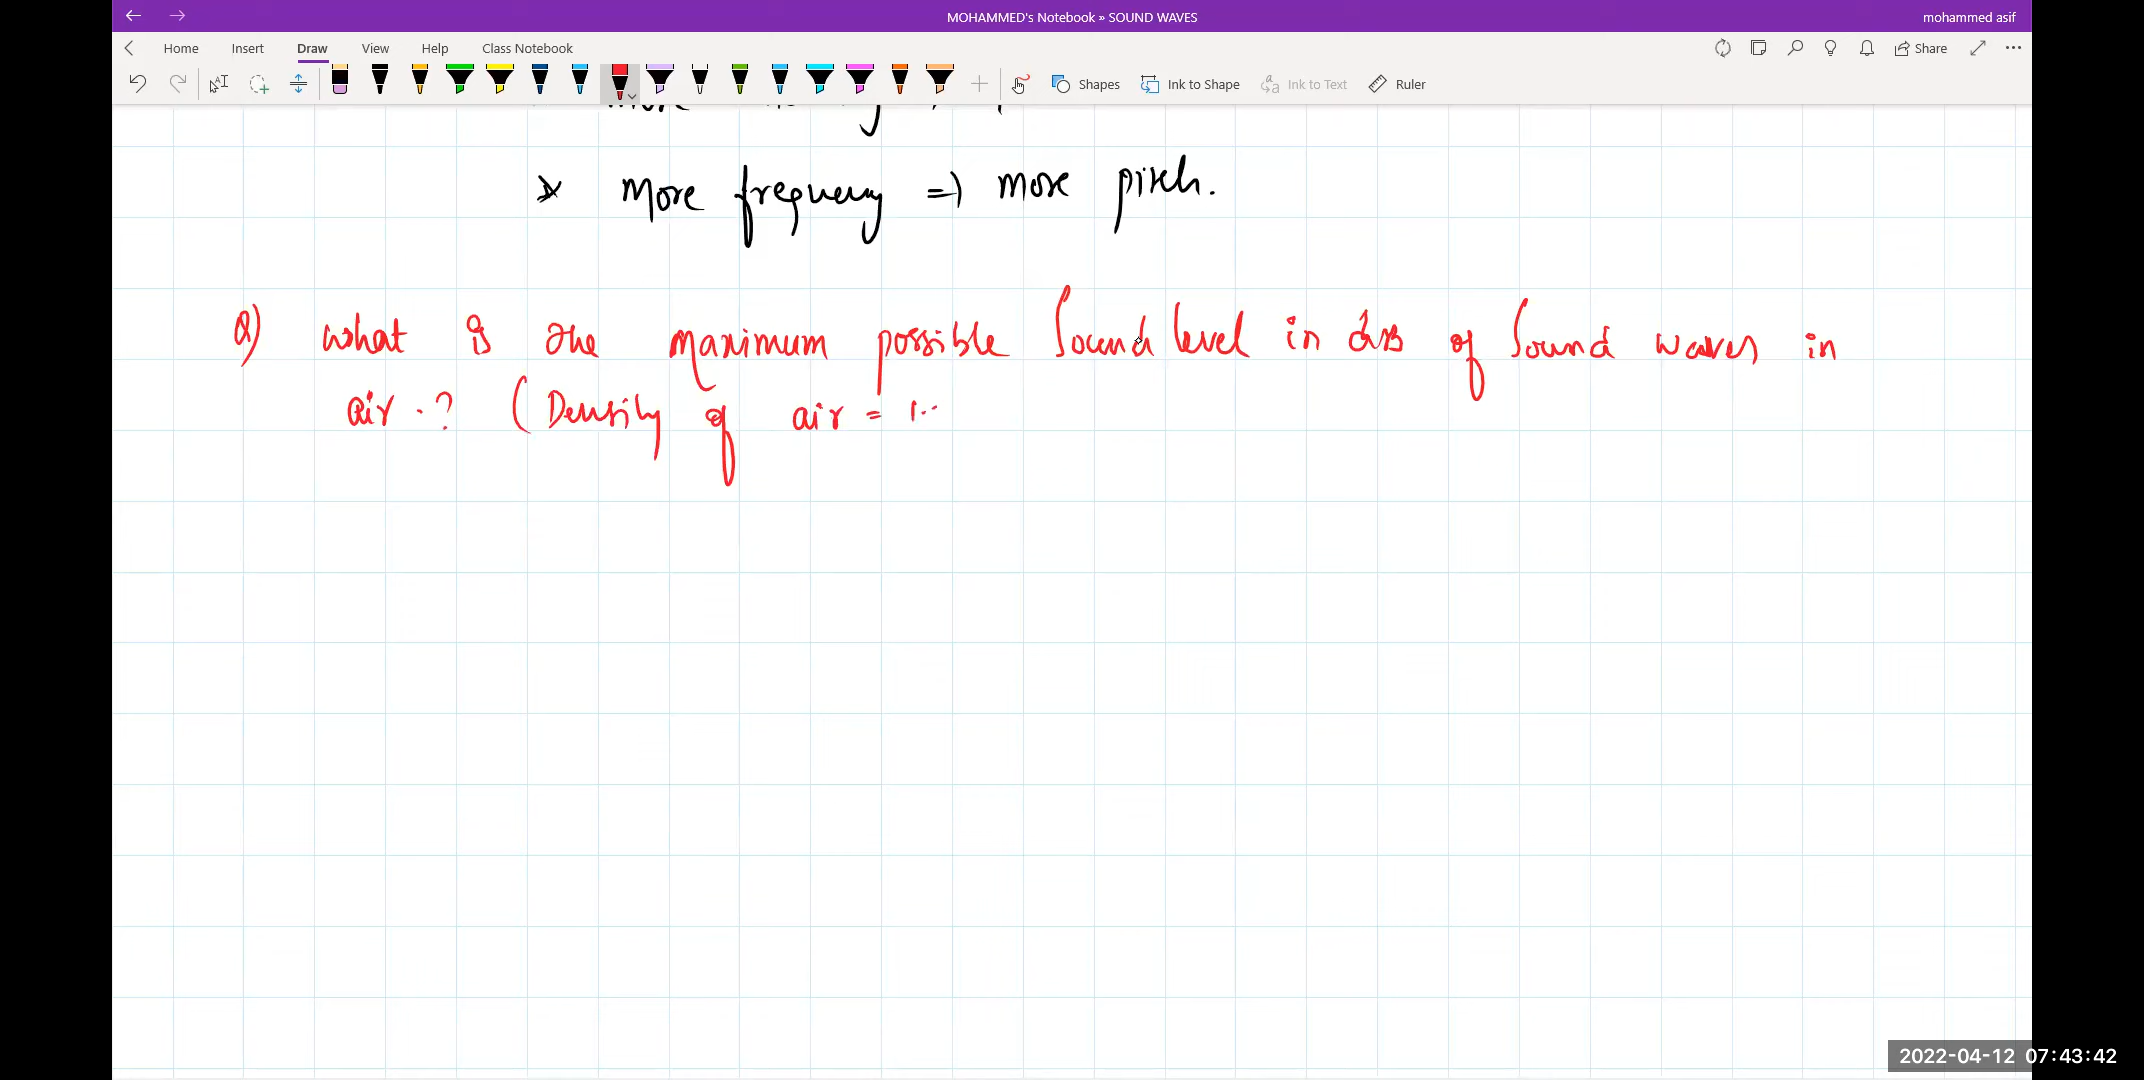 MOHAMMED's Notebook » SOUND WAVES
mohammed asif
Home Insert Draw View Help Class Notebook
Share
Shapes Ink to Shape Ink to Text Ruler
more
* More frequency => more pitch.
Q) what is the maximum possible Sound level in dB of Sound waves in
air.? (Density of air = 1..
2022-04-12 07:43:42